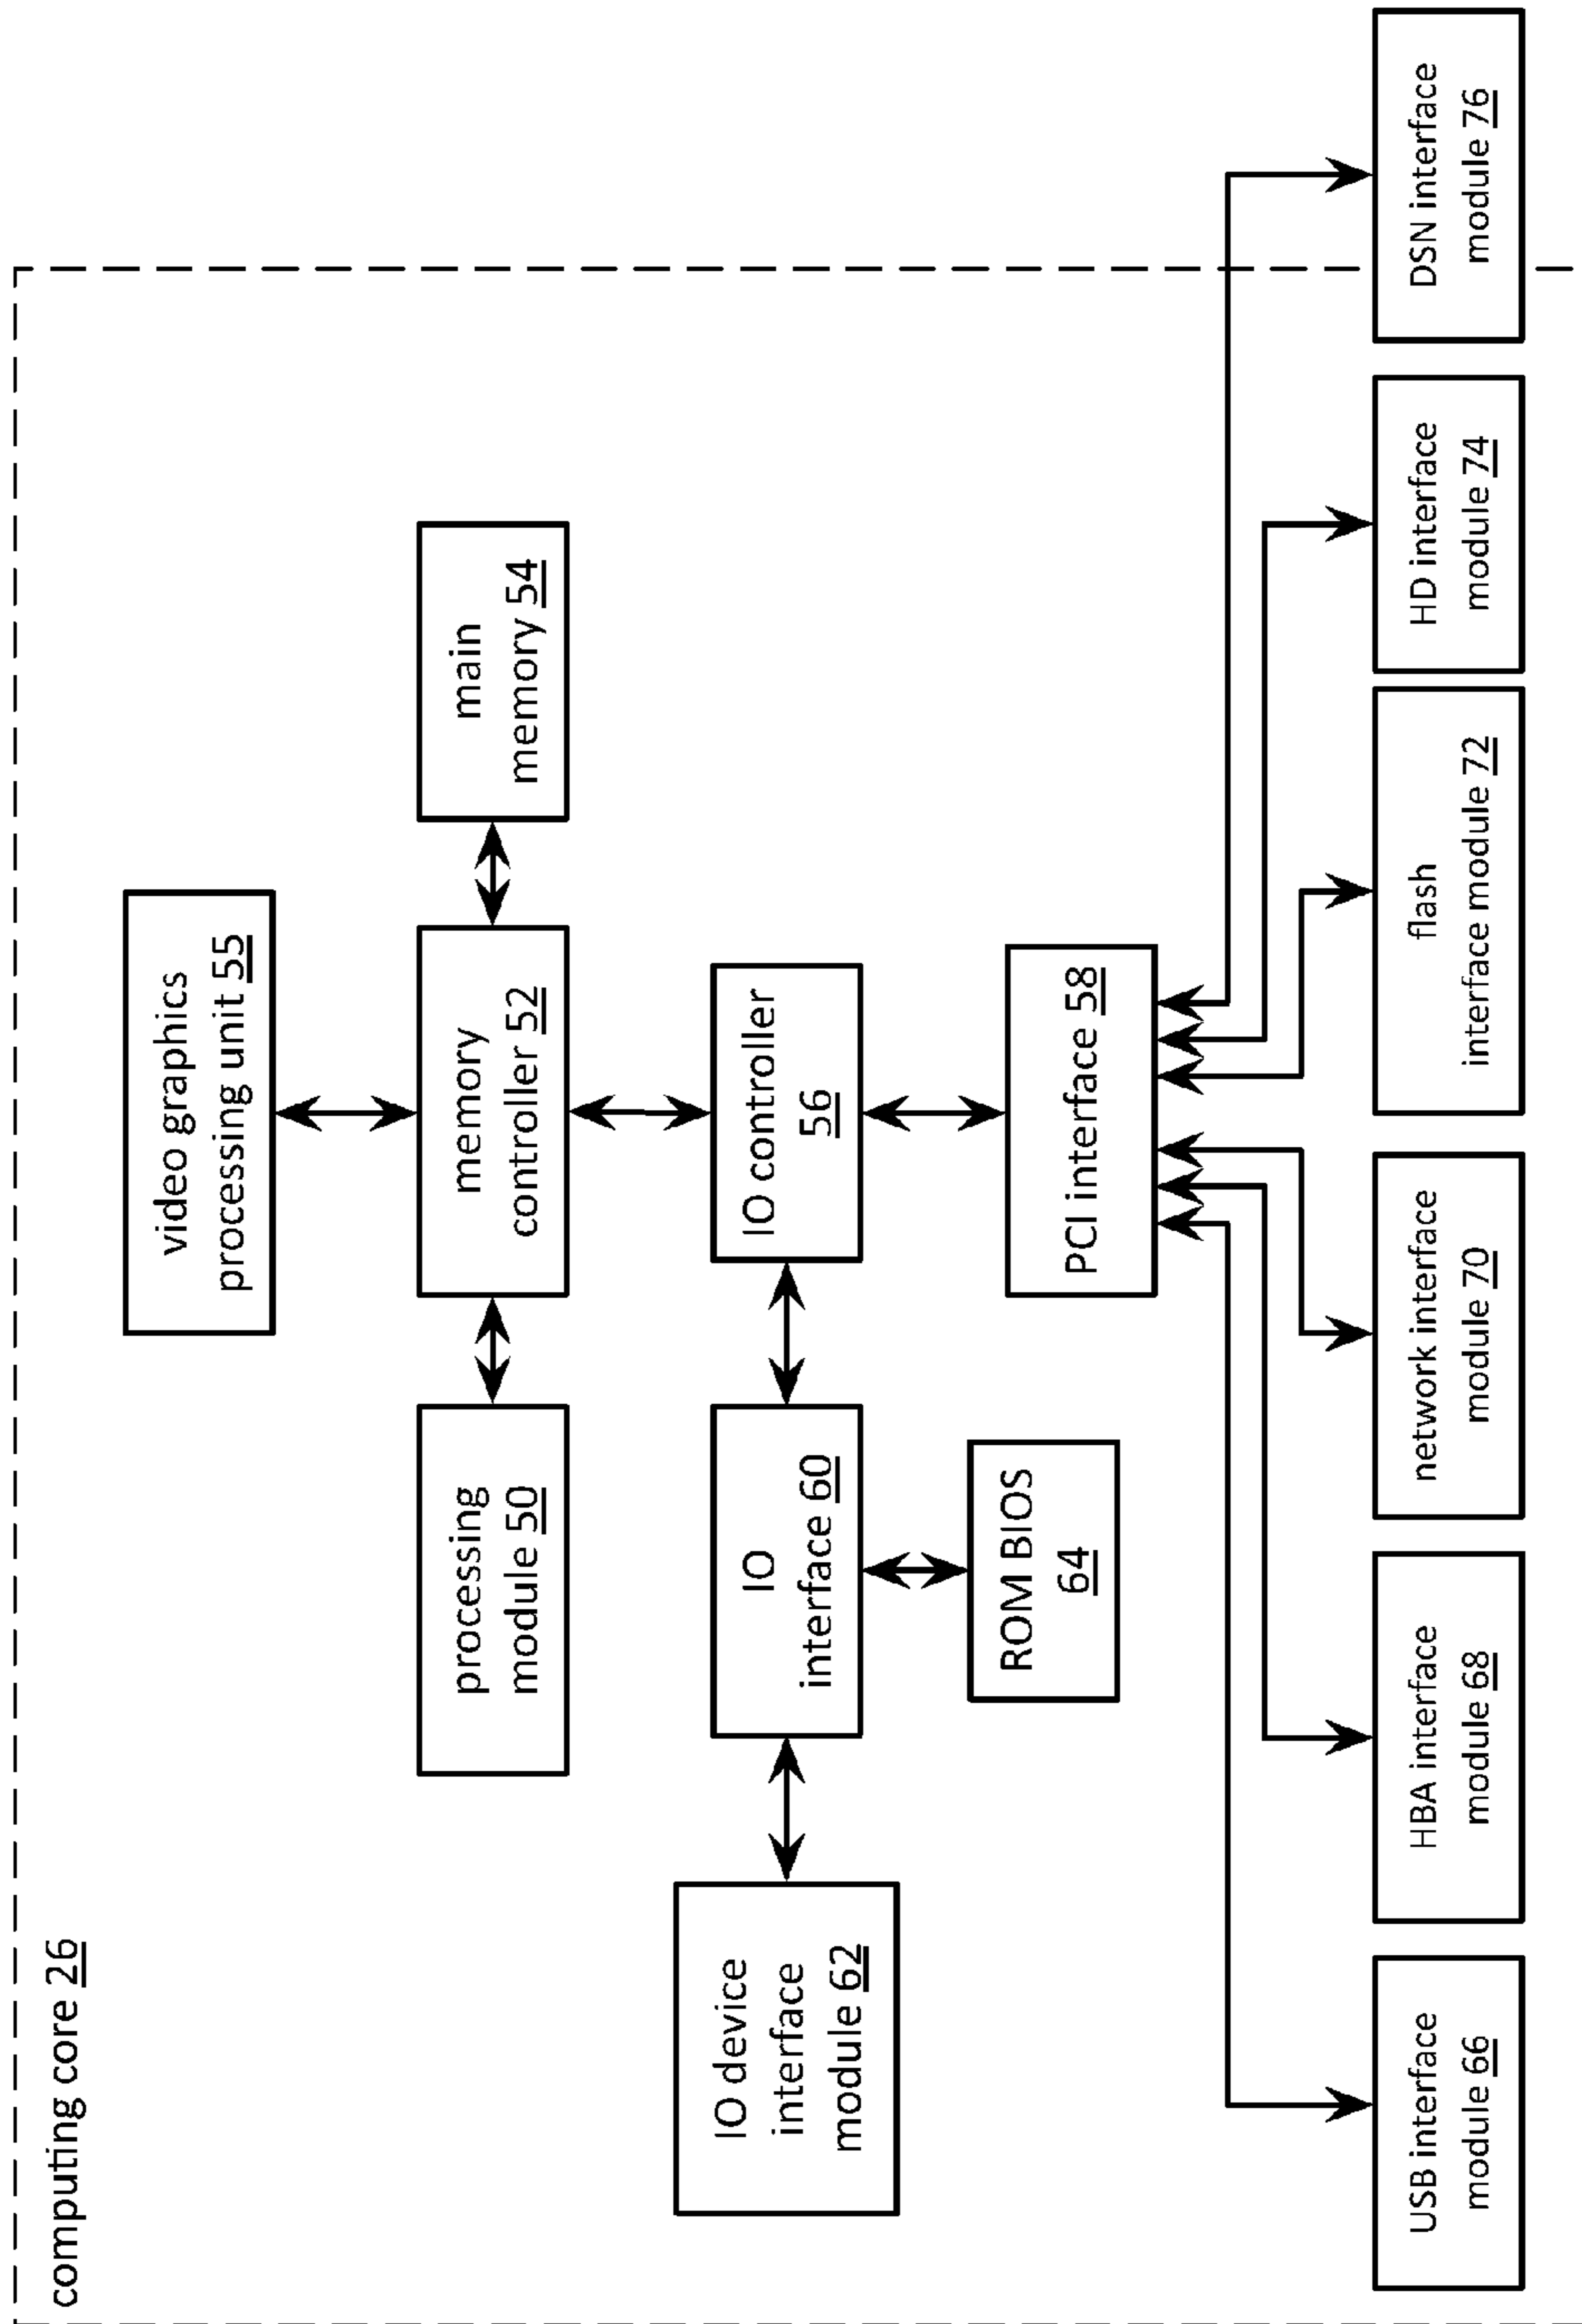 computing core 26
video graphics
processing unit 55
processing
module 50
memory
controller 52
main
memory 54
IO device
interface
module 62
IO
interface 60
IO controller
56
ROM BIOS
64
PCI interface 58
USB interface
module 66
HBA interface
module 68
network interface
module 70
flash
interface module 72
HD interface
module 74
DSN interface
module 76